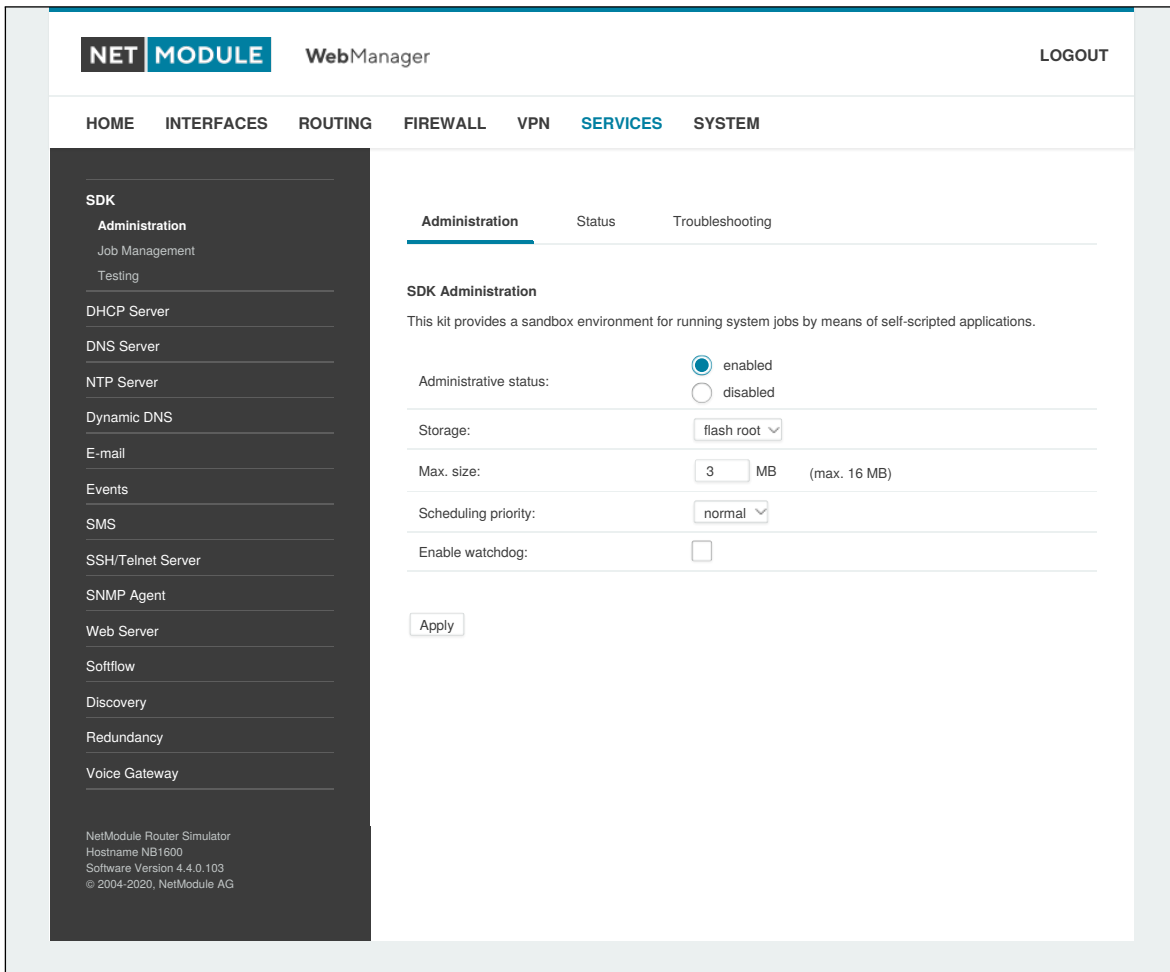 NET MODULE WebManager LOGOUT
HOME INTERFACES ROUTING FIREWALL VPN SERVICES SYSTEM
SDK
Administration
Job Management
Testing
DHCP Server
DNS Server
NTP Server
Dynamic DNS
E-mail
Events
SMS
SSH/Telnet Server
SNMP Agent
Web Server
Softflow
Discovery
Redundancy
Voice Gateway
NetModule Router Simulator
Hostname NB1600
Software Version 4.4.0.103
© 2004-2020, NetModule AG
Administration Status Troubleshooting
SDK Administration
This kit provides a sandbox environment for running system jobs by means of self-scripted applications.
Administrative status:
enabled
disabled
Storage: flash root
Max. size: 3 MB (max. 16 MB)
Scheduling priority: normal
Enable watchdog:
Apply